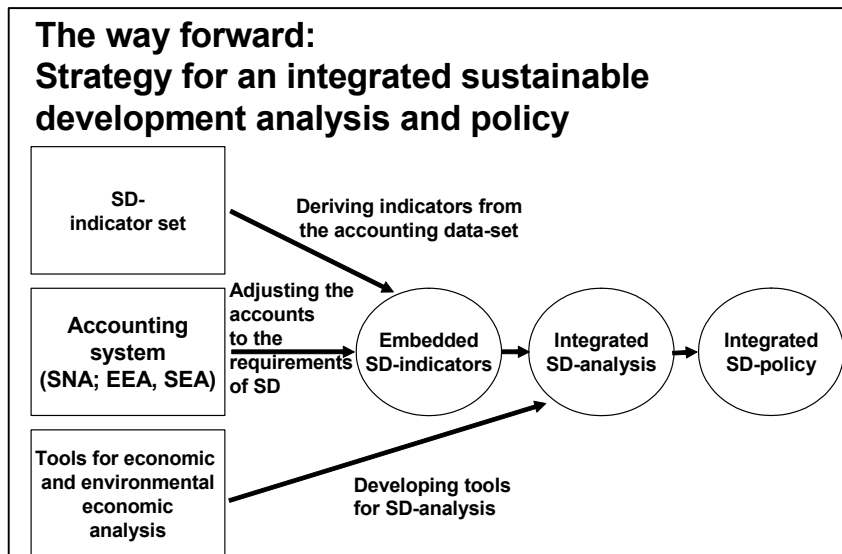 The way forward:
Strategy for an integrated sustainable
development analysis and policy
SD-
indicator set
Deriving indicators from
the accounting data-set
Accounting
system
(SNA; EEA, SEA)
Adjusting the
accounts
to the
requirements
of SD
Embedded
SD-indicators
Integrated
SD-analysis
Integrated
SD-policy
Tools for economic
and environmental
economic
analysis
Developing tools
for SD-analysis